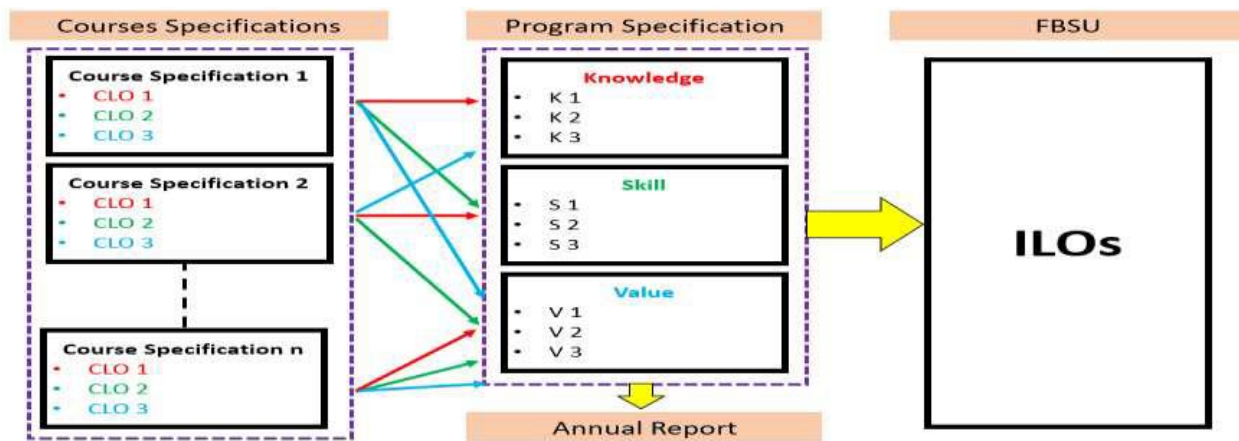 Courses Specifications
Course Specification 1
• CLO 1
• CLO 2
• CLO 3
Course Specification 2
• CLO 1
• CLO 2
• CLO 3
Course Specification n
• CLO 1
• CLO 2
• CLO 3
Program Specification
Knowledge
• K 1
• K 2
• K 3
Skill
• S 1
• S 2
• S 3
Value
• V 1
• V 2
• V 3
Annual Report
FBSU
ILOs